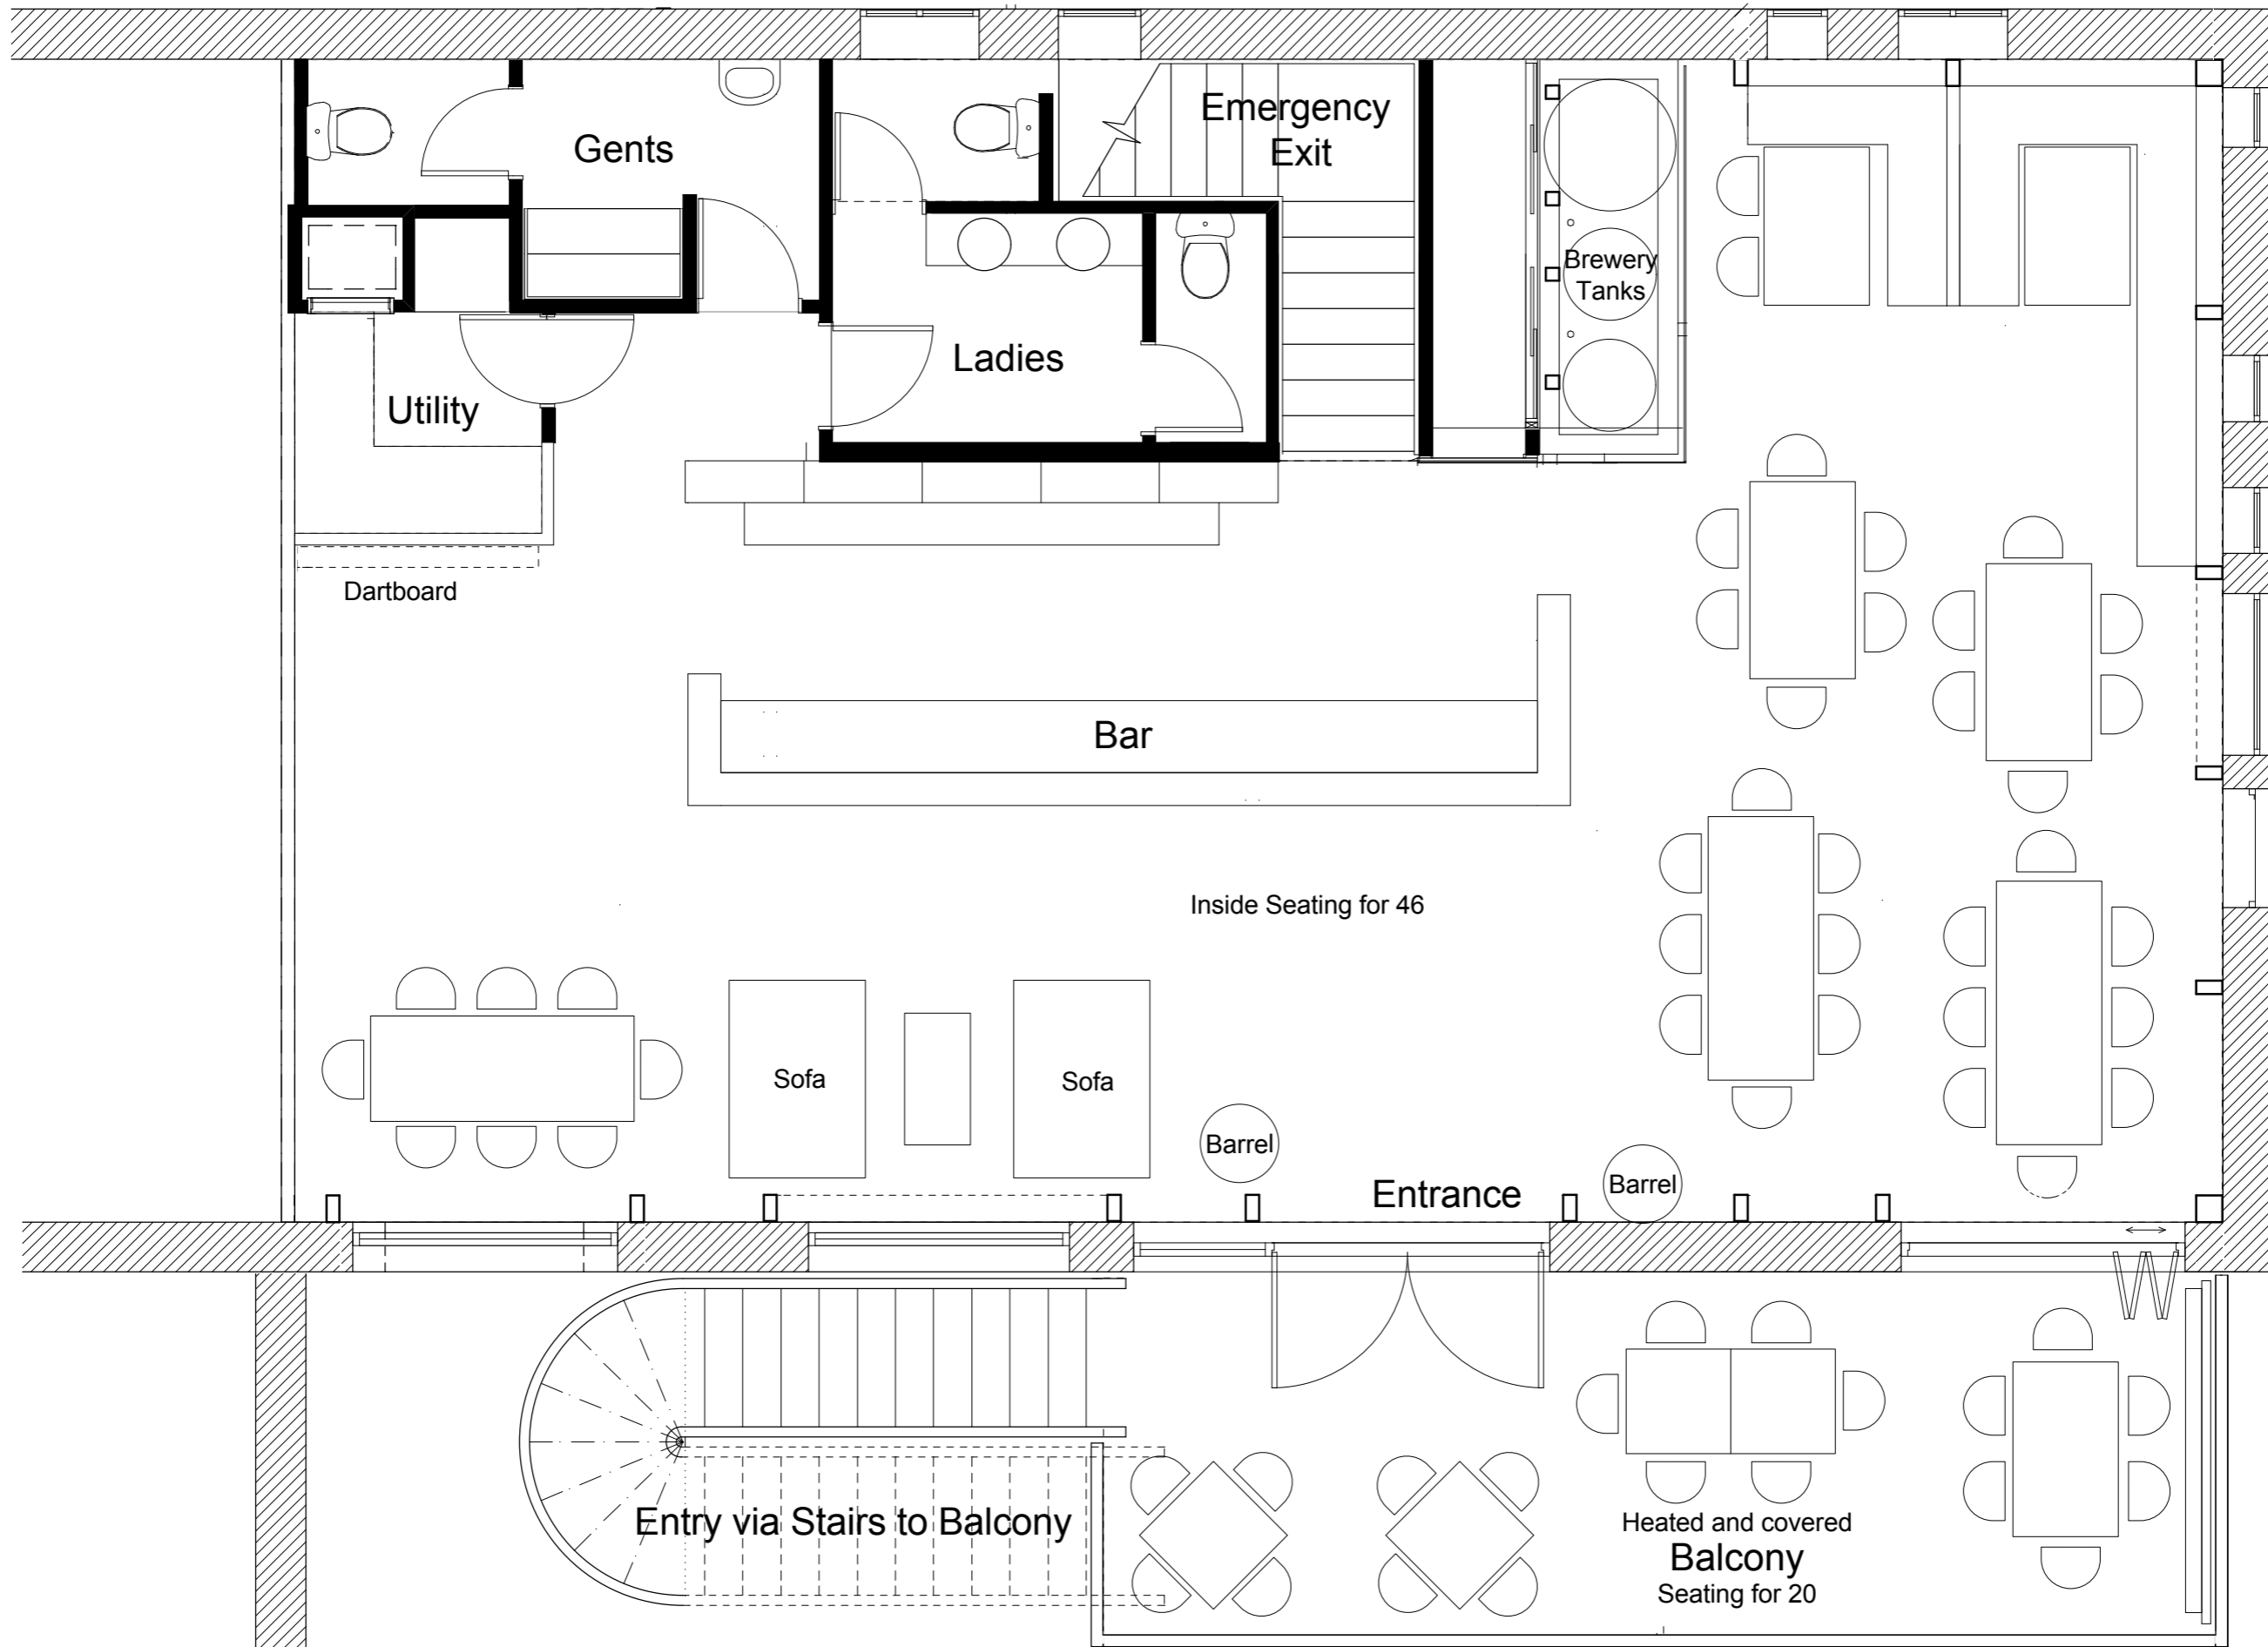 Emergency
Exit
Gents
Brewery
Tanks
Ladies
Utility
Dartboard
Bar
Inside Seating for 46
Sofa
Sofa
Barrel
Barrel
Entrance
Entry via Stairs to Balcony
Heated and covered
Balcony
Seating for 20